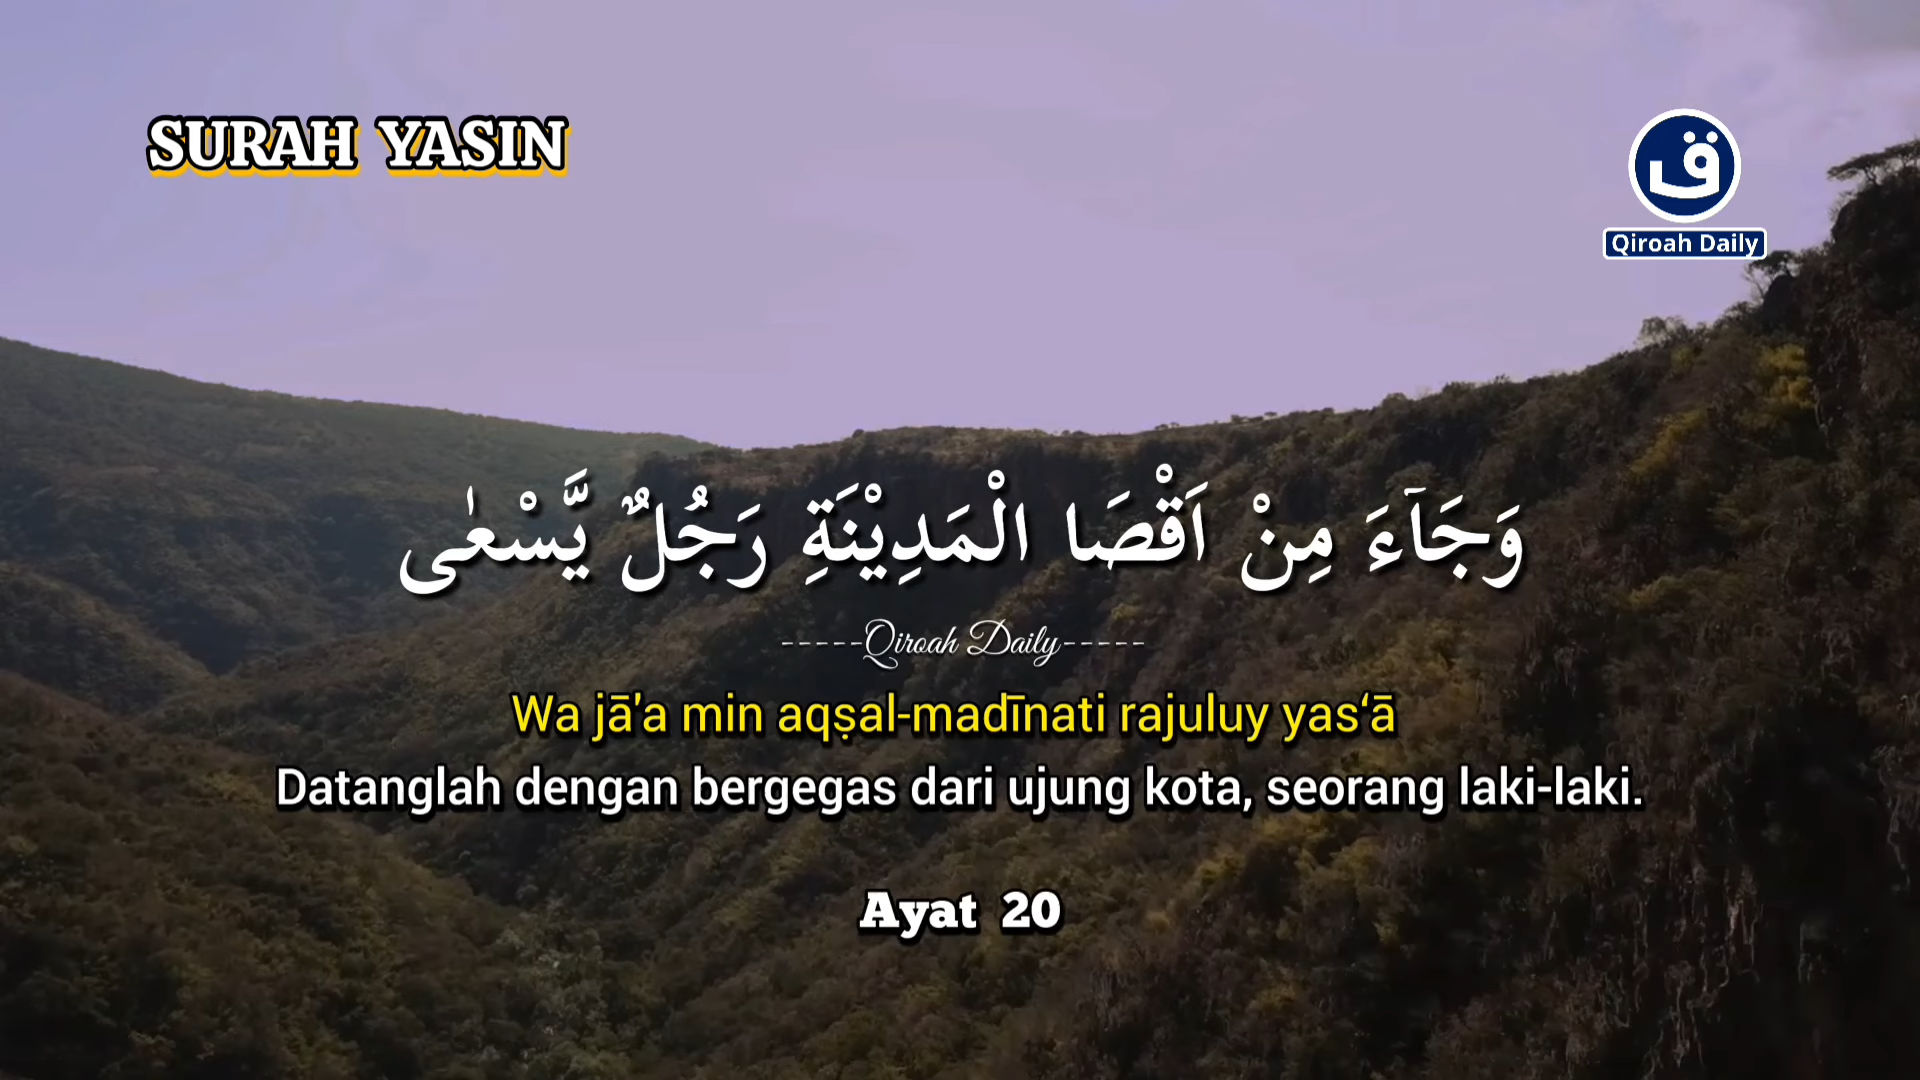 SURAH YASIN
ق
Qiroah Daily
وَجَآءَ مِنْ اَقْصَا الْمَدِيْنَةِ رَجُلٌ يَّسْعٰى
-----Qiroah Daily-----
Wa jā'a min aqṣal-madīnati rajuluy yas‘ā
Datanglah dengan bergegas dari ujung kota, seorang laki-laki.
Ayat 20